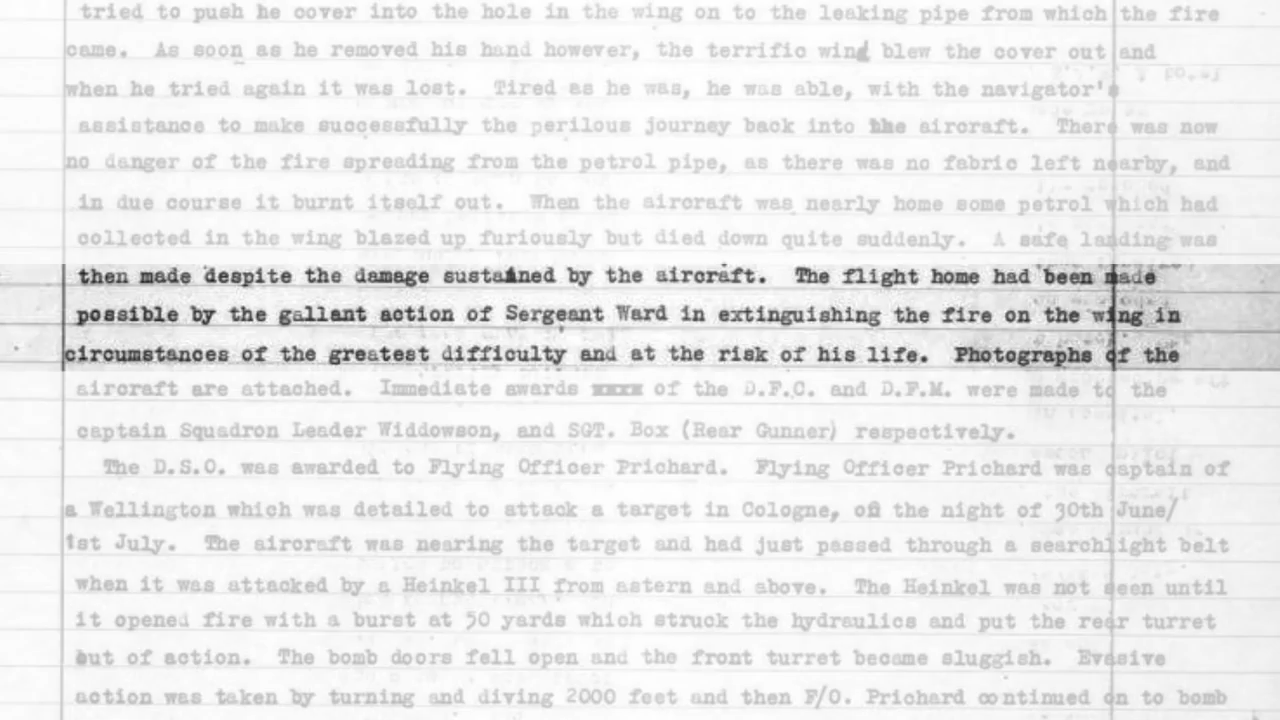 tried to push he cover into the hole in the wing on to the leaking pipe from which the fire
came. As soon as he removed his hand however, the terrific wind blew the cover out and
when he tried again it was lost. Tired as he was, he was able, with the navigator's
assistance to make successfully the perilous journey back into the aircraft. There was now
no danger of the fire spreading from the petrol pipe, as there was no fabric left nearby, and
in due course it burnt itself out. When the aircraft was nearly home some petrol which had
collected in the wing blazed up furiously but died down quite suddenly. A safe landing was
then made despite the damage sustained by the aircraft. The flight home had been made
possible by the gallant action of Sergeant Ward in extinguishing the fire on the wing in
circumstances of the greatest difficulty and at the risk of his life. Photographs of the
aircraft are attached. Immediate awards xxxx of the D.F.C. and D.F.M. were made to the
captain Squadron Leader Widdowson, and SGT. Box (Rear Gunner) respectively.
The D.S.O. was awarded to Flying Officer Prichard. Flying Officer Prichard was captain of
a Wellington which was detailed to attack a target in Cologne, on the night of 30th June/
1st July. The aircraft was nearing the target and had just passed through a searchlight belt
when it was attacked by a Heinkel III from astern and above. The Heinkel was not seen until
it opened fire with a burst at 50 yards which struck the hydraulics and put the rear turret
out of action. The bomb doors fell open and the front turret became sluggish. Evasive
action was taken by turning and diving 2000 feet and then F/O. Prichard continued on to bomb